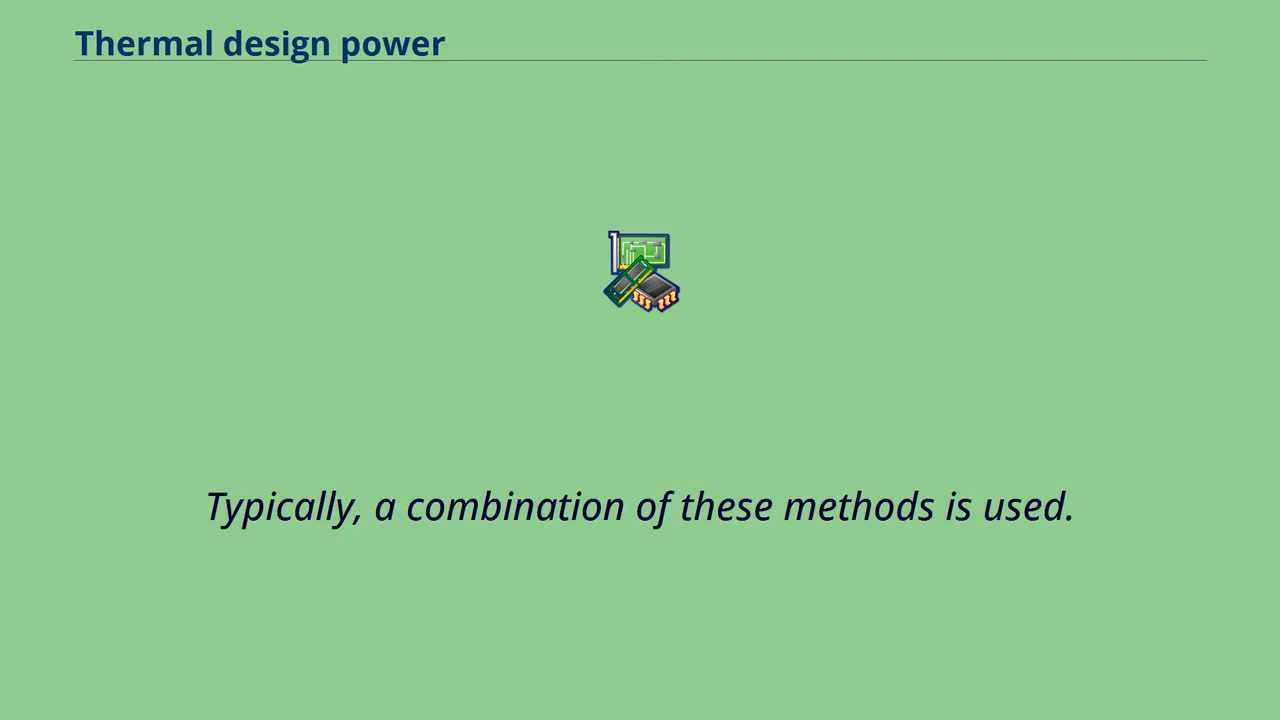 Thermal design power
Typically, a combination of these methods is used.